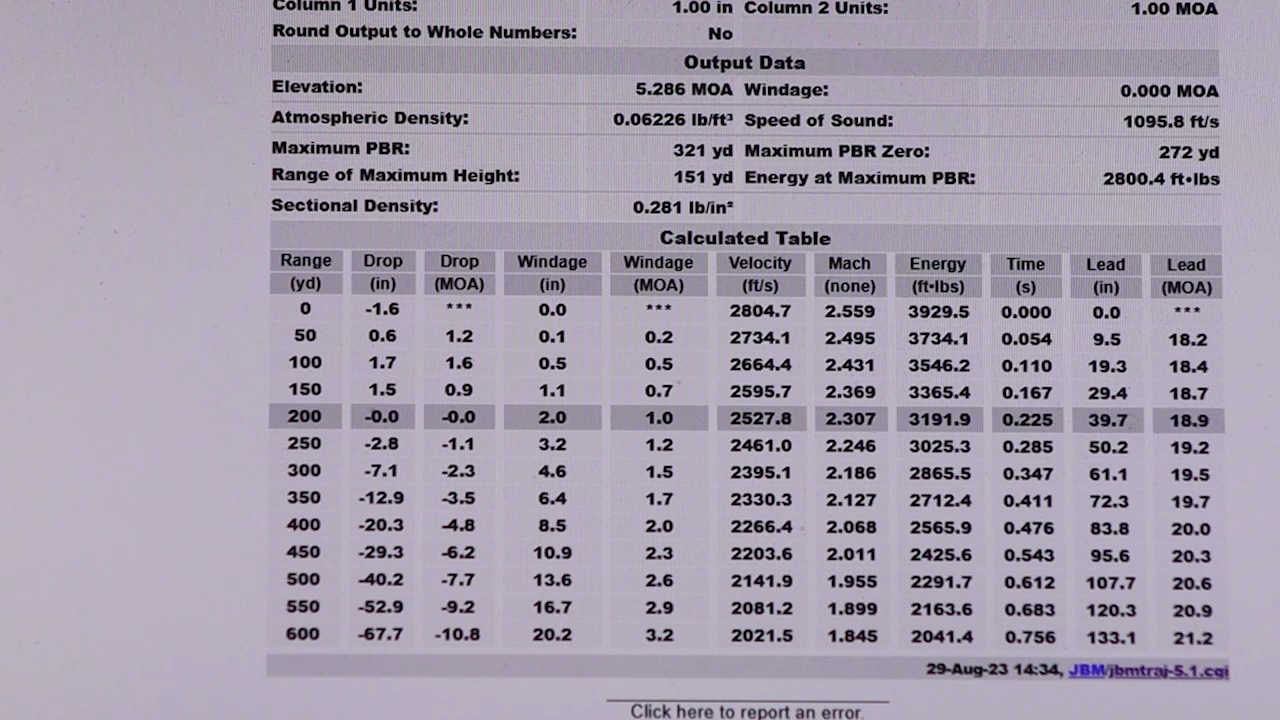 Column 1 Units: 1.00 in Column 2 Units: 1.00 MOA
Round Output to Whole Numbers: No
Output Data
Elevation: 5.286 MOA Windage: 0.000 MOA
Atmospheric Density: 0.06226 lb/ft³ Speed of Sound: 1095.8 ft/s
Maximum PBR: 321 yd Maximum PBR Zero: 272 yd
Range of Maximum Height: 151 yd Energy at Maximum PBR: 2800.4 ft•lbs
Sectional Density: 0.281 lb/in²
Calculated Table
Range Drop Drop Windage Windage Velocity Mach Energy Time Lead Lead
(yd) (in) (MOA) (in) (MOA) (ft/s) (none) (ft•lbs) (s) (in) (MOA)
0 -1.6 *** 0.0 *** 2804.7 2.559 3929.5 0.000 0.0 ***
50 0.6 1.2 0.1 0.2 2734.1 2.495 3734.1 0.054 9.5 18.2
100 1.7 1.6 0.5 0.5 2664.4 2.431 3546.2 0.110 19.3 18.4
150 1.5 0.9 1.1 0.7 2595.7 2.369 3365.4 0.167 29.4 18.7
200 -0.0 -0.0 2.0 1.0 2527.8 2.307 3191.9 0.225 39.7 18.9
250 -2.8 -1.1 3.2 1.2 2461.0 2.246 3025.3 0.285 50.2 19.2
300 -7.1 -2.3 4.6 1.5 2395.1 2.186 2865.5 0.347 61.1 19.5
350 -12.9 -3.5 6.4 1.7 2330.3 2.127 2712.4 0.411 72.3 19.7
400 -20.3 -4.8 8.5 2.0 2266.4 2.068 2565.9 0.476 83.8 20.0
450 -29.3 -6.2 10.9 2.3 2203.6 2.011 2425.6 0.543 95.6 20.3
500 -40.2 -7.7 13.6 2.6 2141.9 1.955 2291.7 0.612 107.7 20.6
550 -52.9 -9.2 16.7 2.9 2081.2 1.899 2163.6 0.683 120.3 20.9
600 -67.7 -10.8 20.2 3.2 2021.5 1.845 2041.4 0.756 133.1 21.2
29-Aug-23 14:34, JBM/jbmtraj-5.1.cgi
Click here to report an error.